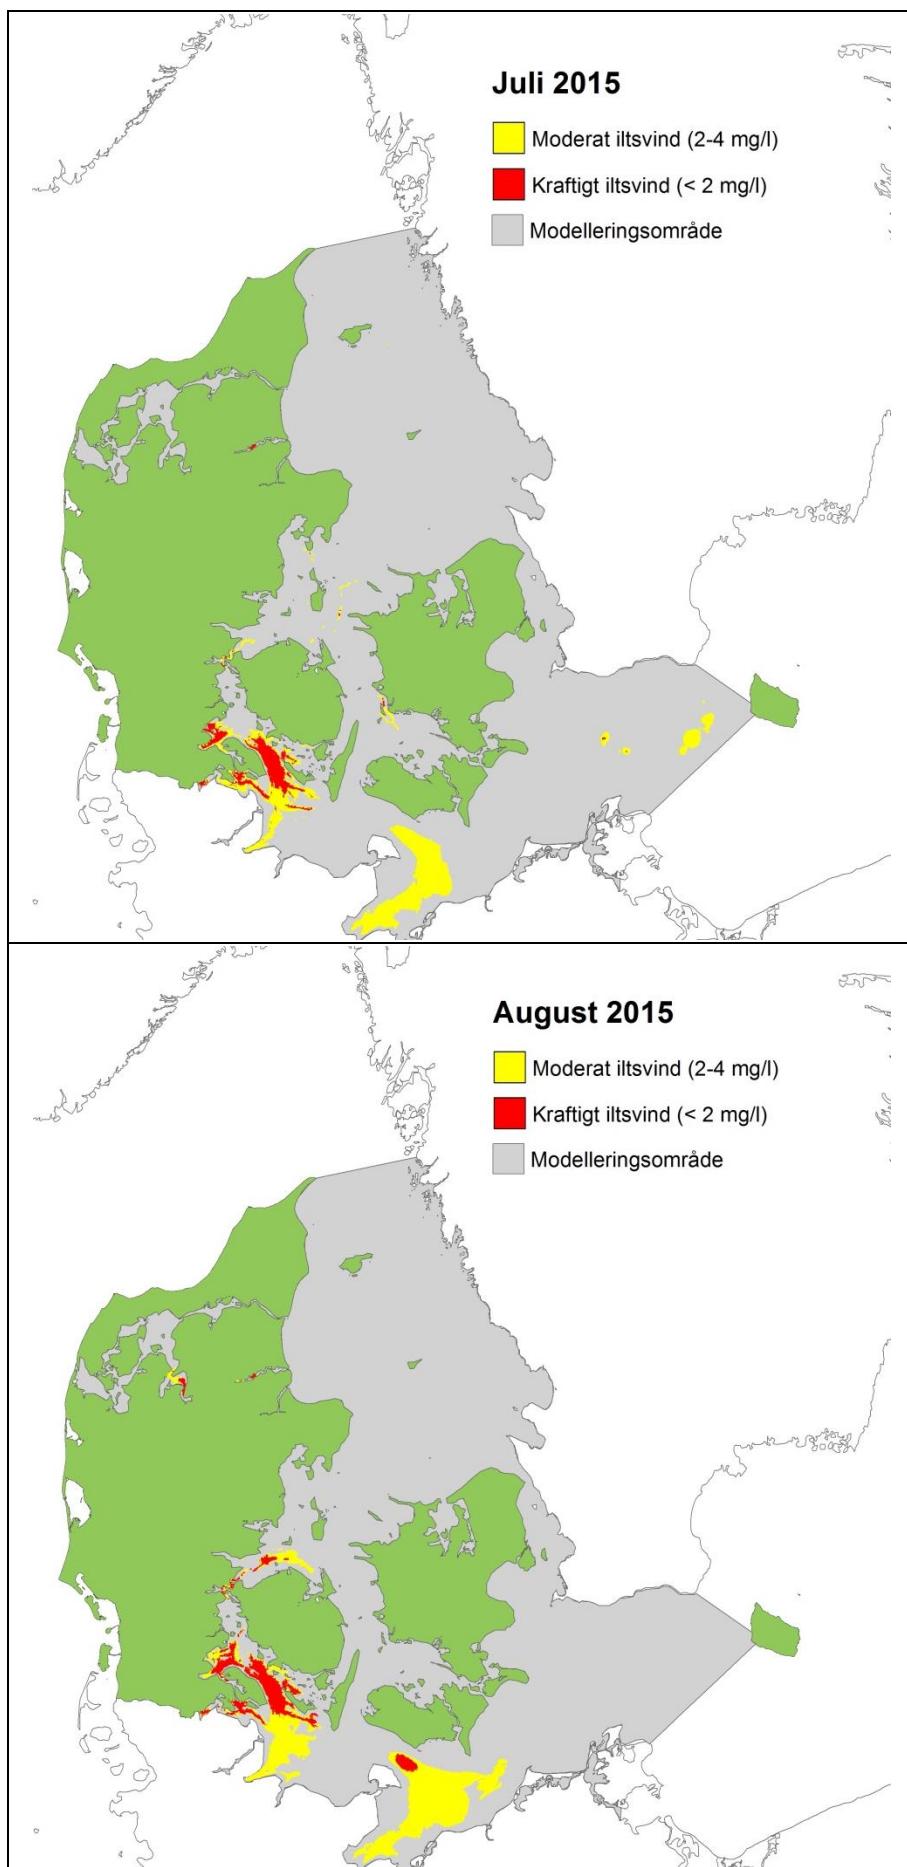 Juli 2015
Moderat iltsvind (2-4 mg/l)
Kraftigt iltsvind (< 2 mg/l)
Modelleringsområde
August 2015
Moderat iltsvind (2-4 mg/l)
Kraftigt iltsvind (< 2 mg/l)
Modelleringsområde